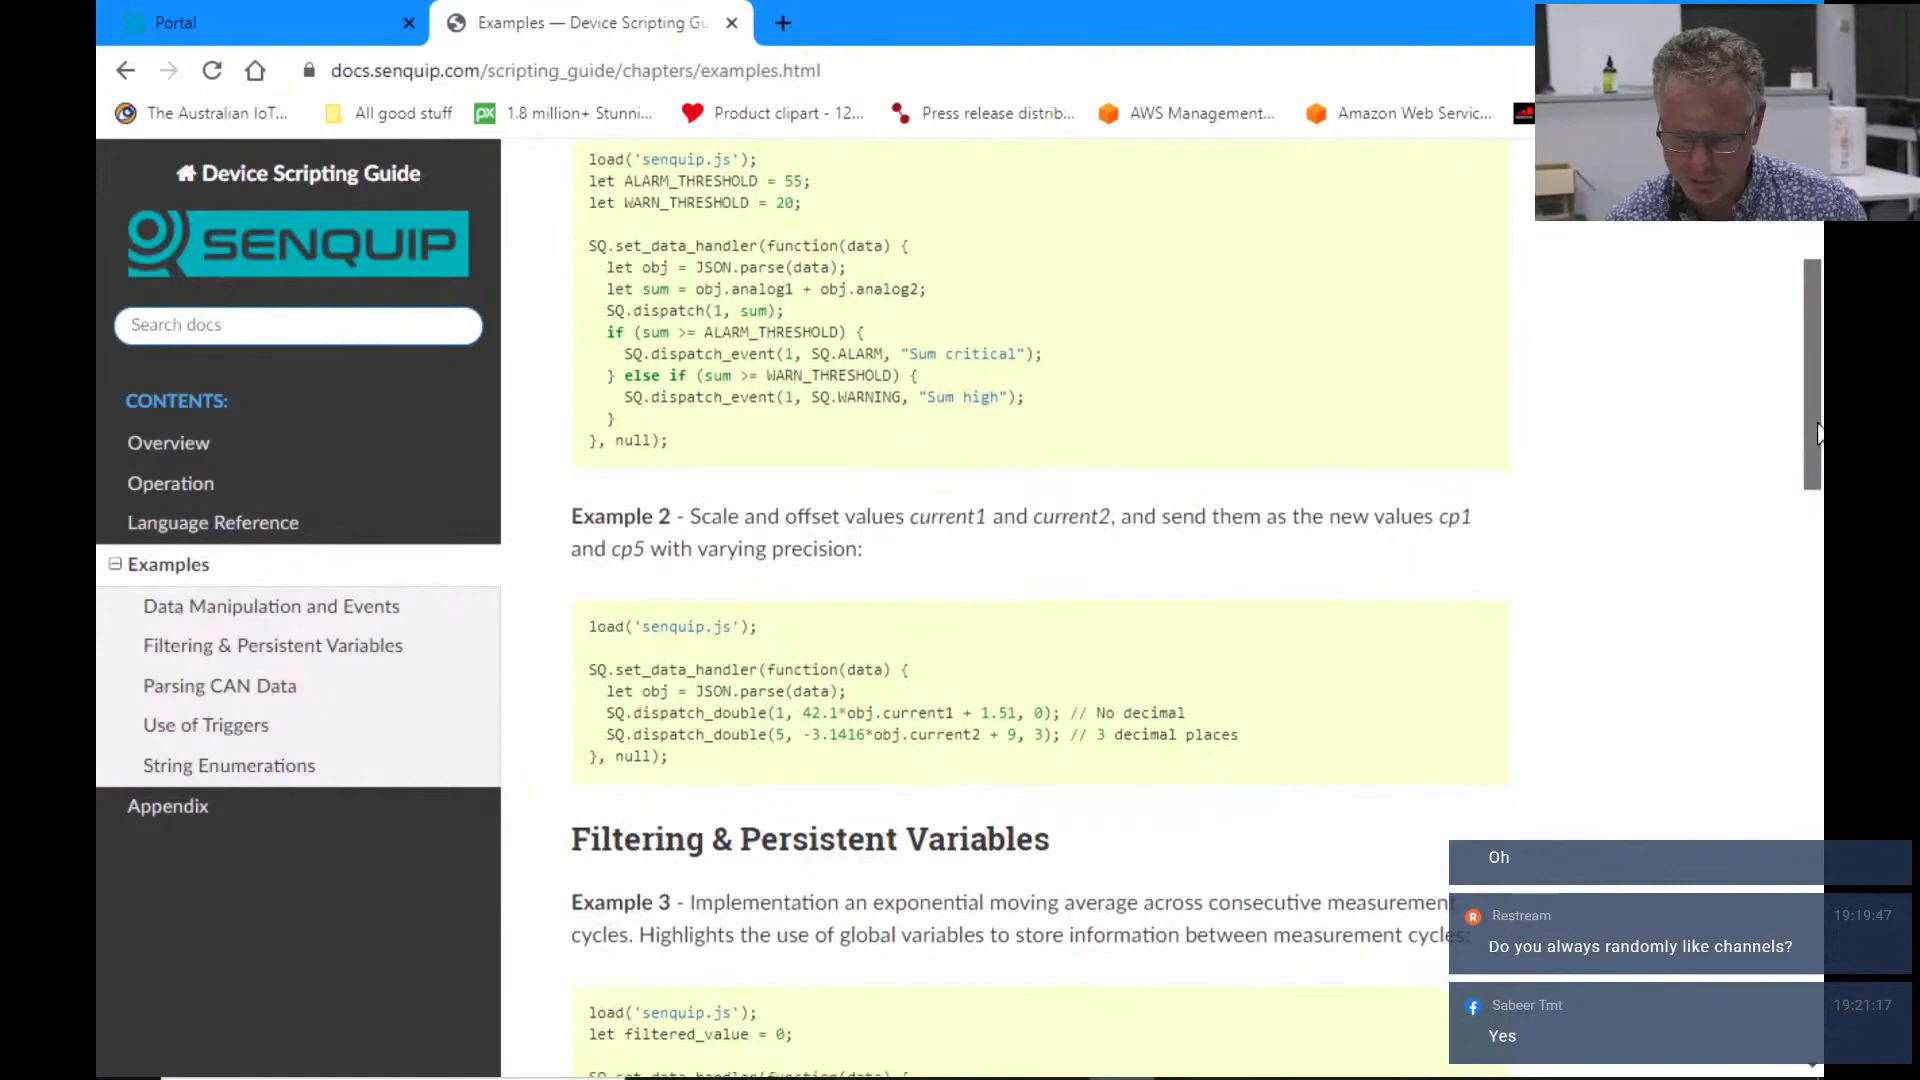 Portal
Examples — Device Scripting Gu
docs.senquip.com/scripting_guide/chapters/examples.html
The Australian IoT...
All good stuff
px
1.8 million+ Stunni...
Product clipart - 12...
Press release distrib...
AWS Management...
Amazon Web Servic...
Device Scripting Guide
SENQUIP
Search docs
CONTENTS:
Overview
Operation
Language Reference
Examples
Data Manipulation and Events
Filtering & Persistent Variables
Parsing CAN Data
Use of Triggers
String Enumerations
Appendix
load('senquip.js');
let ALARM_THRESHOLD = 55;
let WARN_THRESHOLD = 20;
SQ.set_data_handler(function(data) {
let obj = JSON.parse(data);
let sum = obj.analog1 + obj.analog2;
SQ.dispatch(1, sum);
if (sum >= ALARM_THRESHOLD) {
SQ.dispatch_event(1, SQ.ALARM, "Sum critical");
} else if (sum >= WARN_THRESHOLD) {
SQ.dispatch_event(1, SQ.WARNING, "Sum high");
}
}, null);
Example 2 - Scale and offset values current1 and current2, and send them as the new values cp1
and cp5 with varying precision:
load('senquip.js');
SQ.set_data_handler(function(data) {
let obj = JSON.parse(data);
SQ.dispatch_double(1, 42.1*obj.current1 + 1.51, 0); // No decimal
SQ.dispatch_double(5, -3.1416*obj.current2 + 9, 3); // 3 decimal places
}, null);
Filtering & Persistent Variables
Example 3 - Implementation an exponential moving average across consecutive measurement
cycles. Highlights the use of global variables to store information between measurement cycles:
load('senquip.js');
let filtered_value = 0;
SQ.set_data_handler(function(data) {
Oh
Restream 19:19:47
Do you always randomly like channels?
Sabeer Tmt 19:21:17
Yes